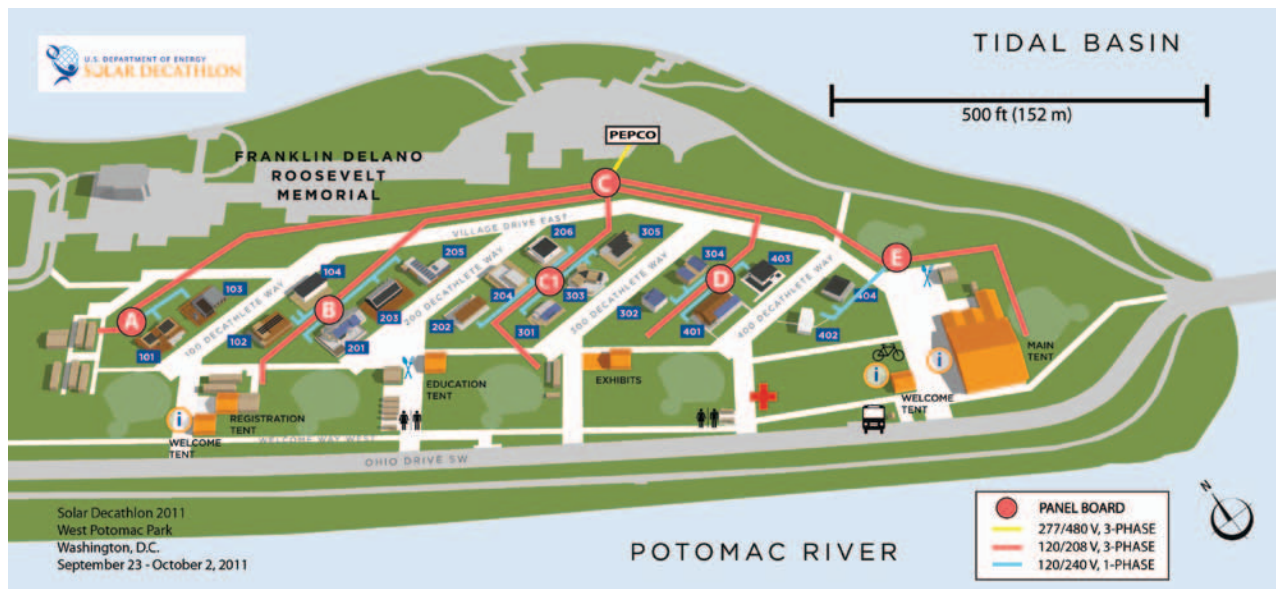 U.S. DEPARTMENT OF ENERGY
SOLAR DECATHLON
TIDAL BASIN
500 ft (152 m)
PEPCO
FRANKLIN DELANO
ROOSEVELT
MEMORIAL
C
VILLAGE DRIVE EAST
206
305
205
304
403
E
103
104
C1
D
204
303
404
A
B
203
100 DECATHLETE WAY
200 DECATHLETE WAY
300 DECATHLETE WAY
400 DECATHLETE WAY
302
101
102
201
202
301
401
402
MAIN
TENT
i
EDUCATION
TENT
EXHIBITS
i
WELCOME
TENT
i
REGISTRATION
TENT
WELCOME
TENT
WELCOME WAY WEST
OHIO DRIVE SW
Solar Decathlon 2011
West Potomac Park
Washington, D.C.
September 23 - October 2, 2011
POTOMAC RIVER
N
PANEL BOARD
277/480 V, 3-PHASE
120/208 V, 3-PHASE
120/240 V, 1-PHASE